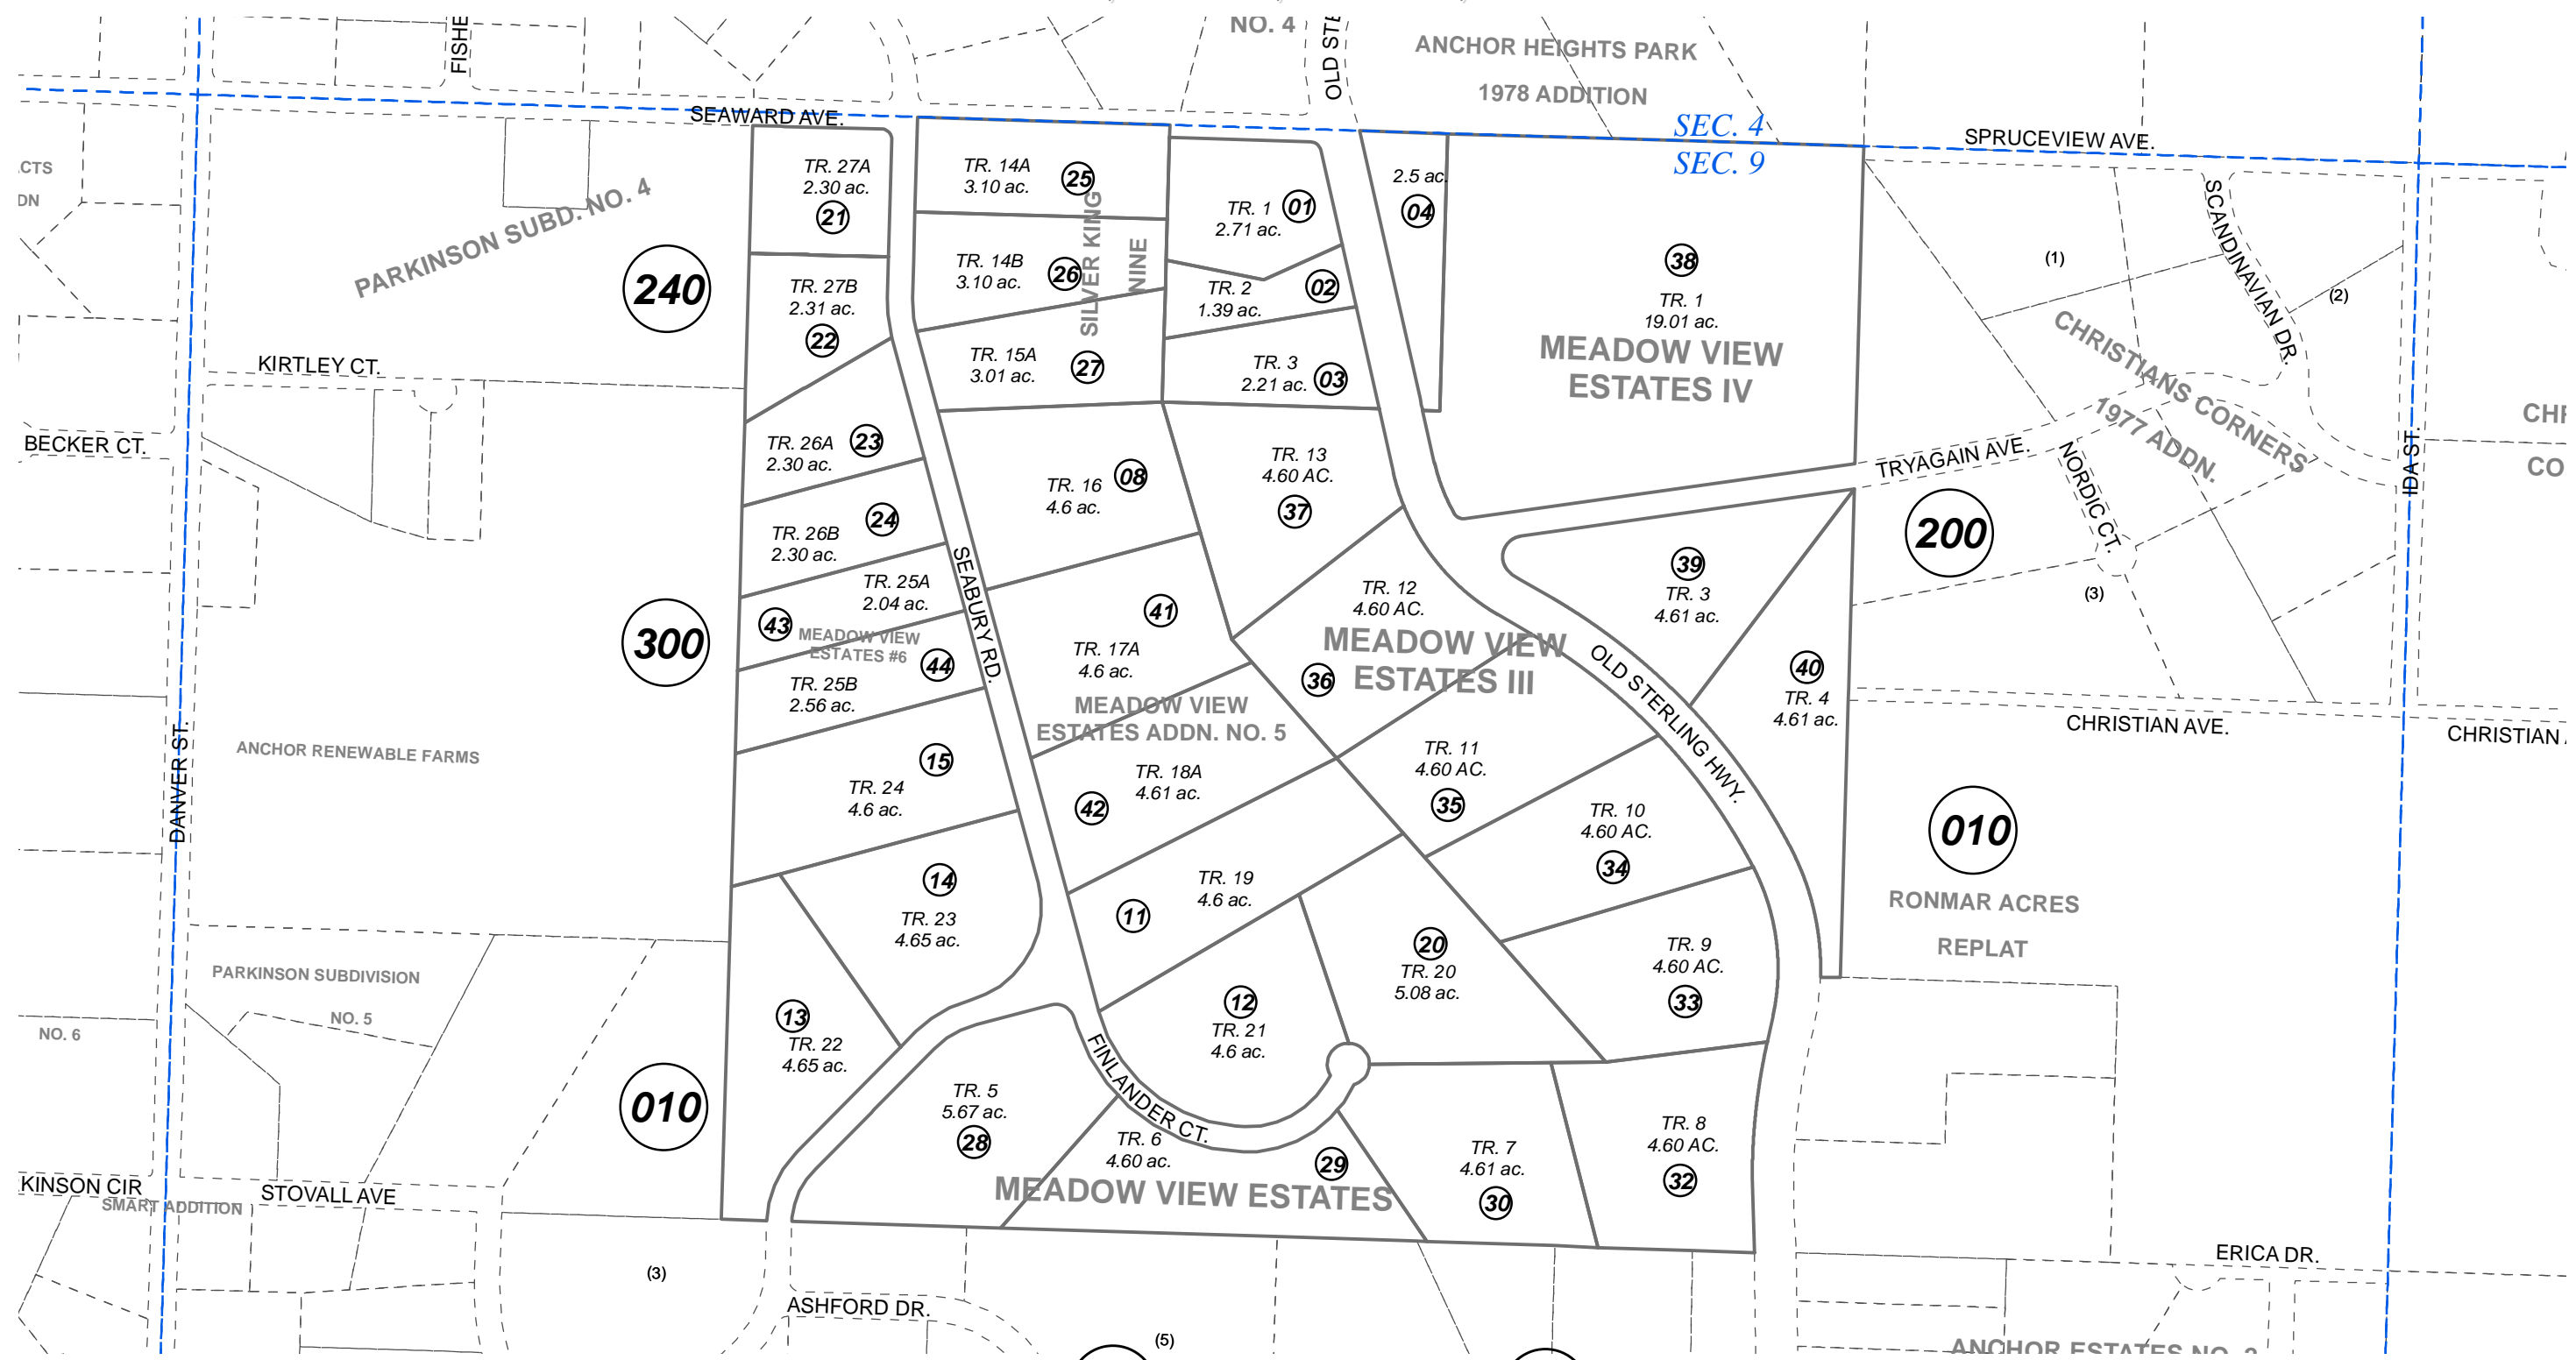 NO. 4
ANCHOR HEIGHTS PARK
1978 ADDITION
FISHE
OLD STE
SEAWARD AVE.
SEC. 4
SEC. 9
SPRUCEVIEW AVE.
SCANDINAVIAN DR.
CTS
DN
PARKINSON SUBD. NO. 4
240
TR. 27A
2.30 ac.
21
TR. 14A
3.10 ac.
25
SILVER KING
NINE
TR. 1
2.71 ac.
01
2.5 ac.
04
38
TR. 1
19.01 ac.
MEADOW VIEW
ESTATES IV
(1)
(2)
TR. 27B
2.31 ac.
22
TR. 14B
3.10 ac.
26
TR. 2
1.39 ac.
02
TR. 15A
3.01 ac.
27
TR. 3
2.21 ac.
03
KIRTLEY CT.
BECKER CT.
CHRISTIANS CORNERS
1977 ADDN.
TRYAGAIN AVE.
NORDIC CT.
IDA ST.
CO
TR. 26A
2.30 ac.
23
TR. 16
4.6 ac.
08
TR. 13
4.60 AC.
37
TR. 26B
2.30 ac.
24
200
(3)
SEABURY RD.
TR. 25A
2.04 ac.
43
MEADOW VIEW
ESTATES #6
300
44
TR. 25B
2.56 ac.
41
TR. 17A
4.6 ac.
TR. 12
4.60 AC.
36
MEADOW VIEW
ESTATES III
39
TR. 3
4.61 ac.
40
TR. 4
4.61 ac.
OLD STERLING HWY.
MEADOW VIEW
ESTATES ADDN. NO. 5
CHRISTIAN AVE.
CHRISTIAN
DANVER ST.
ANCHOR RENEWABLE FARMS
15
TR. 24
4.6 ac.
TR. 18A
4.61 ac.
42
TR. 11
4.60 AC.
35
TR. 10
4.60 AC.
34
010
RONMAR ACRES
REPLAT
14
TR. 23
4.65 ac.
TR. 19
4.6 ac.
11
20
TR. 20
5.08 ac.
TR. 9
4.60 AC.
33
PARKINSON SUBDIVISION
NO. 5
NO. 6
13
TR. 22
4.65 ac.
12
TR. 21
4.6 ac.
FINLANDER CT.
010
TR. 5
5.67 ac.
28
TR. 6
4.60 ac.
29
TR. 7
4.61 ac.
30
TR. 8
4.60 AC.
32
MEADOW VIEW ESTATES
KINSON CIR
STOVALL AVE
SMART ADDITION
ERICA DR.
(3)
ASHFORD DR.
(5)
ANCHOR ESTATES NO. 2